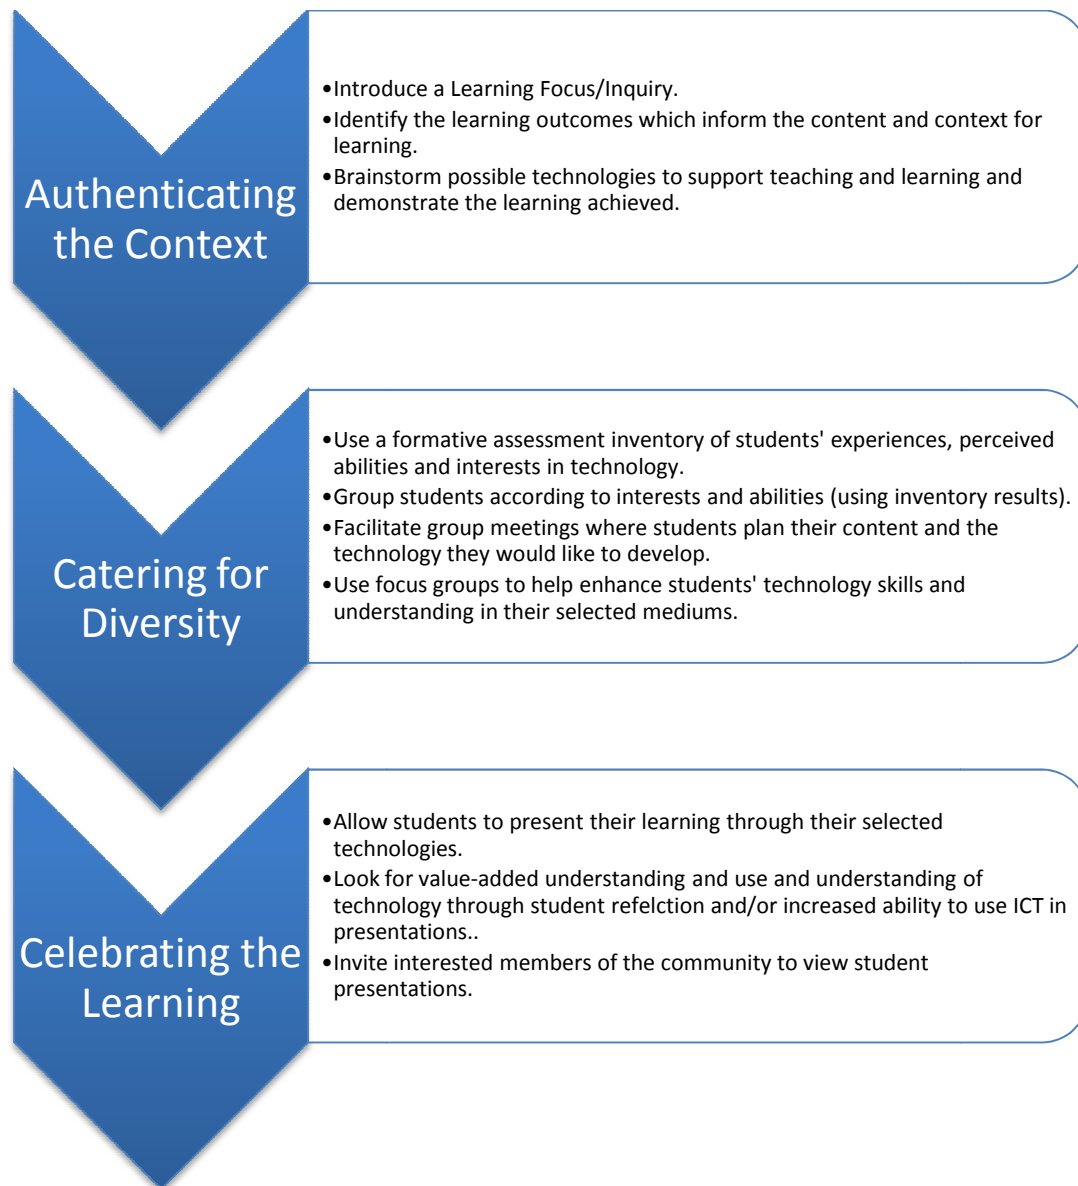 Authenticating
the Context
•Introduce a Learning Focus/Inquiry.
•Identify the learning outcomes which inform the content and context for
learning.
•Brainstorm possible technologies to support teaching and learning and
demonstrate the learning achieved.
Catering for
Diversity
•Use a formative assessment inventory of students' experiences, perceived
abilities and interests in technology.
•Group students according to interests and abilities (using inventory results).
•Facilitate group meetings where students plan their content and the
technology they would like to develop.
•Use focus groups to help enhance students' technology skills and
understanding in their selected mediums.
Celebrating the
Learning
•Allow students to present their learning through their selected
technologies.
•Look for value-added understanding and use and understanding of
technology through student refelction and/or increased ability to use ICT in
presentations..
•Invite interested members of the community to view student
presentations.